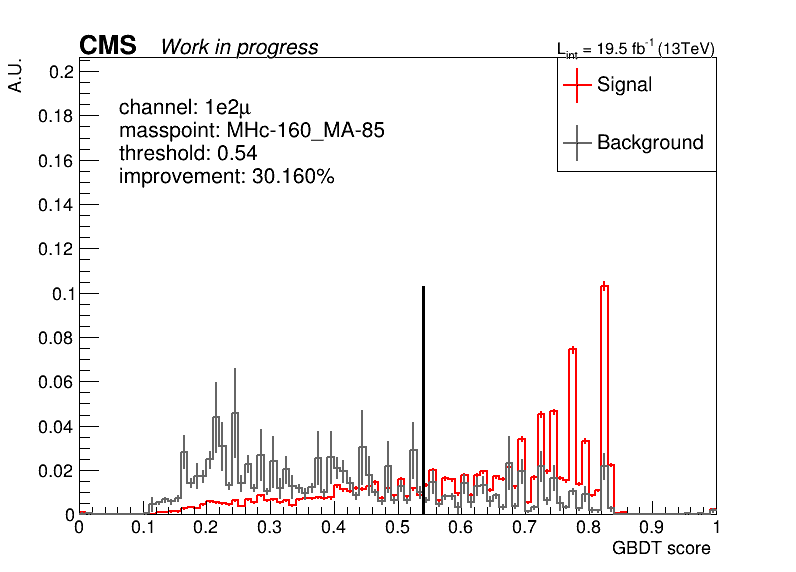 CMS Work in progress
L_int = 19.5 fb^-1 (13TeV)
A.U.
Signal
Background
channel: 1e2μ
masspoint: MHc-160_MA-85
threshold: 0.54
improvement: 30.160%
0.2
0.18
0.16
0.14
0.12
0.1
0.08
0.06
0.04
0.02
0
0 0.1 0.2 0.3 0.4 0.5 0.6 0.7 0.8 0.9 1
GBDT score